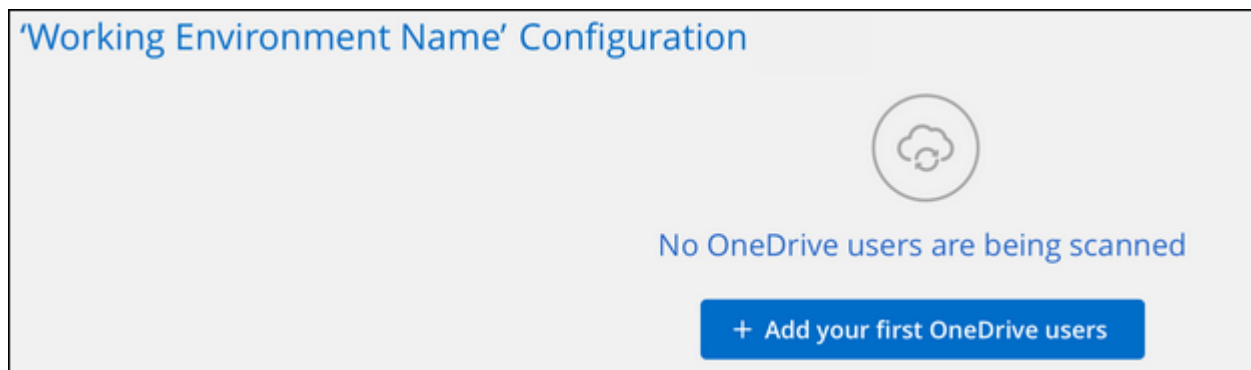 ‘Working Environment Name’ Configuration
No OneDrive users are being scanned
+ Add your first OneDrive users